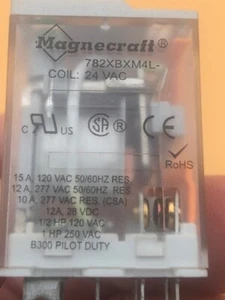 Magnecraft®
782XBXM4L-
COIL: 24 VAC
c RU US SA ® CE
RoHS
15 A, 120 VAC 50/60HZ RES.
12 A, 277 VAC 50/60HZ RES.
10 A, 277 VAC RES. (CSA)
12A, 28 VDC
1/2 HP 120 VAC
1 HP 250 VAC
B300 PILOT DUTY